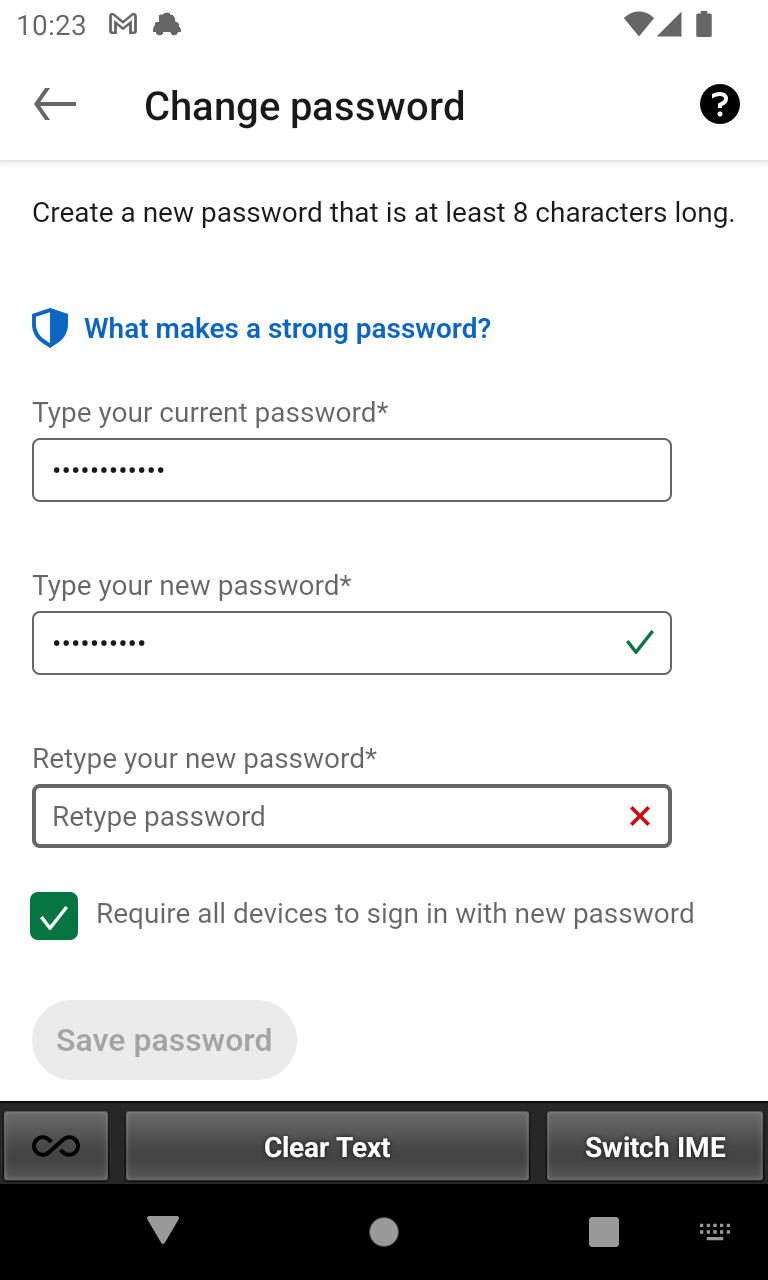 10:23
Change password
Create a new password that is at least 8 characters long.
What makes a strong password?
Type your current password*
••••••••••••
Type your new password*
••••••••••
Retype your new password*
Retype password
Require all devices to sign in with new password
Save password
Clear Text
Switch IME